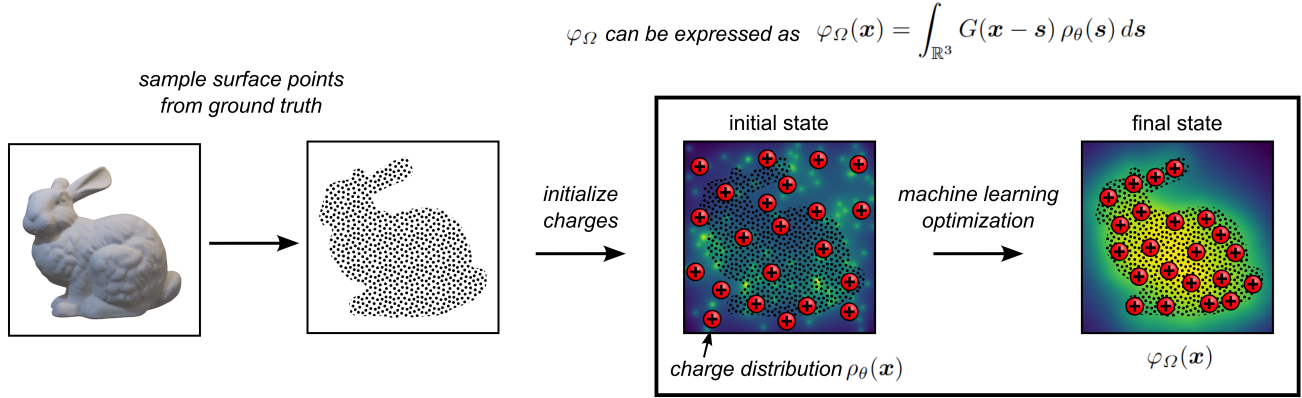 φ_Ω can be expressed as φ_Ω(x) = ∫_{ℝ³} G(x − s) ρ_θ(s) ds
sample surface points
from ground truth
initialize
charges
initial state
+ + + + + + + + + + + + + + + + + + + + + +
charge distribution ρ_θ(x)
machine learning
optimization
final state
φ_Ω(x)